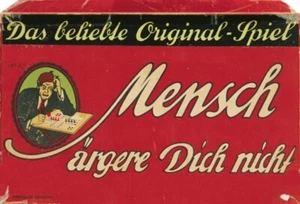 Das beliebte Original-Spiel
Mensch
ärgere Dich nicht